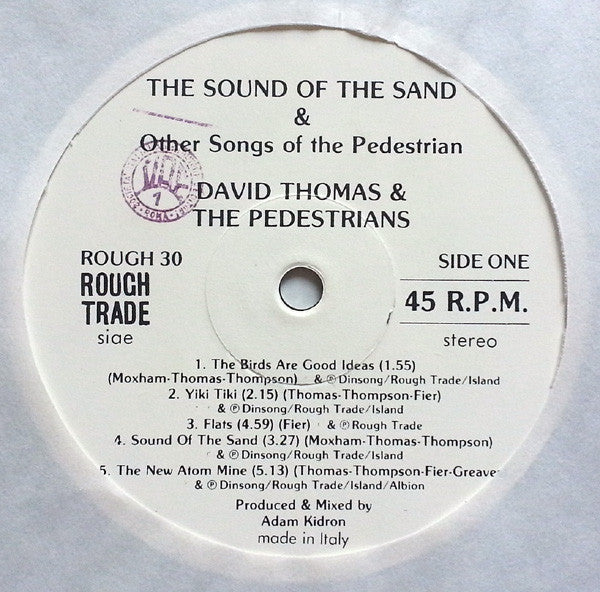 THE SOUND OF THE SAND
&
Other Songs of the Pedestrian
DAVID THOMAS &
THE PEDESTRIANS
ROUGH 30
ROUGH
TRADE
siae
SIDE ONE
45 R.P.M.
stereo
1. The Birds Are Good Ideas (1.55)
(Moxham-Thomas-Thompson) & ℗ Dinsong/Rough Trade/Island
2. Yiki Tiki (2.15) (Thomas-Thompson-Fier)
& ℗ Dinsong/Rough Trade/Island
3. Flats (4.59) (Fier) & ℗ Rough Trade
4. Sound Of The Sand (3.27) (Moxham-Thomas-Thompson)
& ℗ Dinsong/Rough Trade/Island
5. The New Atom Mine (5.13) (Thomas-Thompson-Fier-Greave
& ℗ Dinsong/Rough Trade/Island/Albion
Produced & Mixed by
Adam Kidron
made in Italy